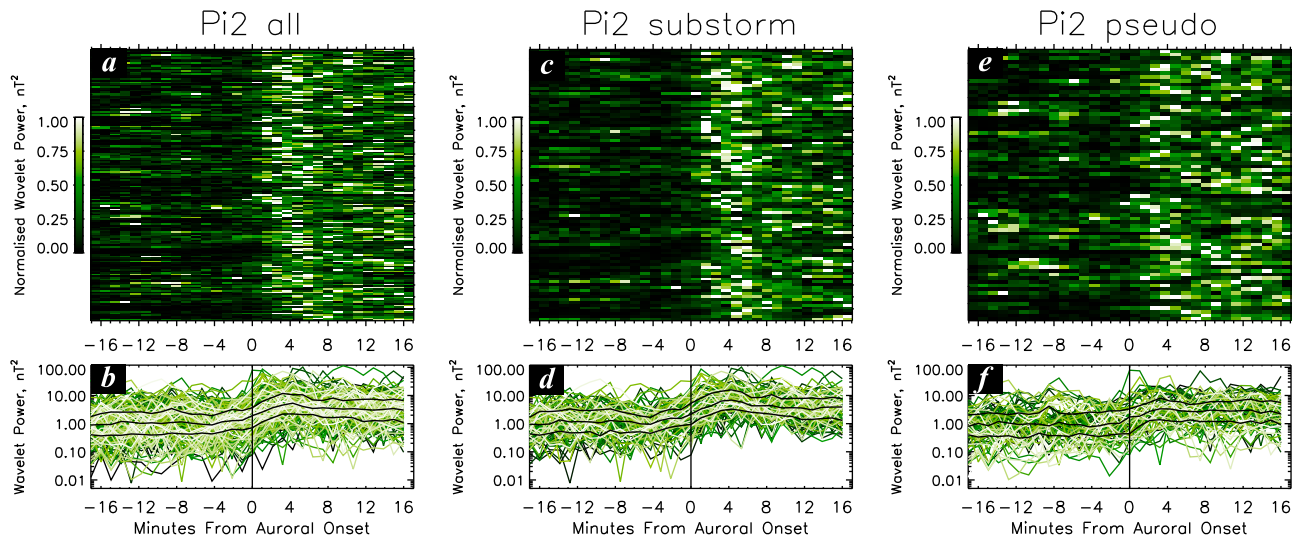 Pi2 all
Normalised Wavelet Power, nT²
1.00
0.75
0.50
0.25
0.00
a
-16 -12 -8 -4 0 4 8 12 16
Wavelet Power, nT²
100.00
10.00
1.00
0.10
0.01
b
-16 -12 -8 -4 0 4 8 12 16
Minutes From Auroral Onset
Pi2 substorm
Normalised Wavelet Power, nT²
1.00
0.75
0.50
0.25
0.00
c
-16 -12 -8 -4 0 4 8 12 16
Wavelet Power, nT²
100.00
10.00
1.00
0.10
0.01
d
-16 -12 -8 -4 0 4 8 12 16
Minutes From Auroral Onset
Pi2 pseudo
Normalised Wavelet Power, nT²
1.00
0.75
0.50
0.25
0.00
e
-16 -12 -8 -4 0 4 8 12 16
Wavelet Power, nT²
100.00
10.00
1.00
0.10
0.01
f
-16 -12 -8 -4 0 4 8 12 16
Minutes From Auroral Onset